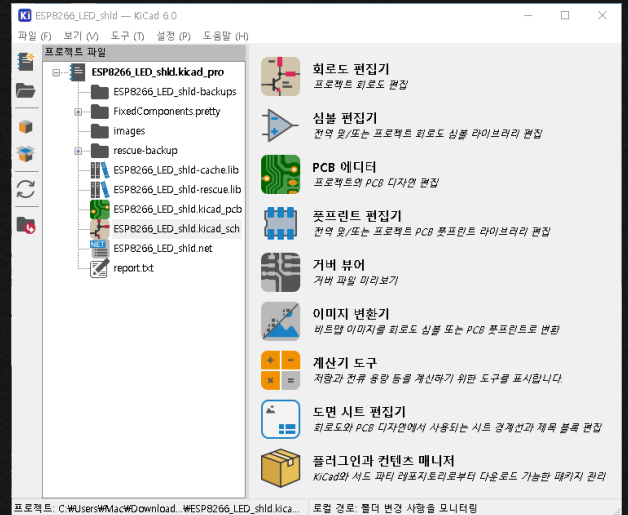 ESP8266_LED_shld — KiCad 6.0
파일 (F) 보기 (V) 도구 (T) 설정 (P) 도움말 (H)
프로젝트 파일
ESP8266_LED_shld.kicad_pro
ESP8266_LED_shld-backups
FixedComponents.pretty
images
rescue-backup
ESP8266_LED_shld-cache.lib
ESP8266_LED_shld-rescue.lib
ESP8266_LED_shld.kicad_pcb
ESP8266_LED_shld.kicad_sch
NET
ESP8266_LED_shld.net
report.txt
회로도 편집기
프로젝트 회로도 편집
심볼 편집기
전역 및/또는 프로젝트 회로도 심볼 라이브러리 편집
PCB 에디터
프로젝트의 PCB 디자인 편집
풋프린트 편집기
전역 및/또는 프로젝트 PCB 풋프린트 라이브러리 편집
거버 뷰어
거버 파일 미리보기
이미지 변환기
비트맵 이미지를 회로도 심볼 또는 PCB 풋프린트로 변환
계산기 도구
저항과 전류 용량 등을 계산하기 위한 도구를 표시합니다.
도면 시트 편집기
회로도와 PCB 디자인에서 사용되는 시트 경계선과 제목 블록 편집
플러그인과 컨텐츠 매니저
KiCad와 서드 파티 레포지토리로부터 다운로드 가능한 패키지 관리
프로젝트: C:₩Users₩Mac₩Download...₩ESP8266_LED_shld.kica... 로컬 경로: 폴더 변경 사항을 모니터링